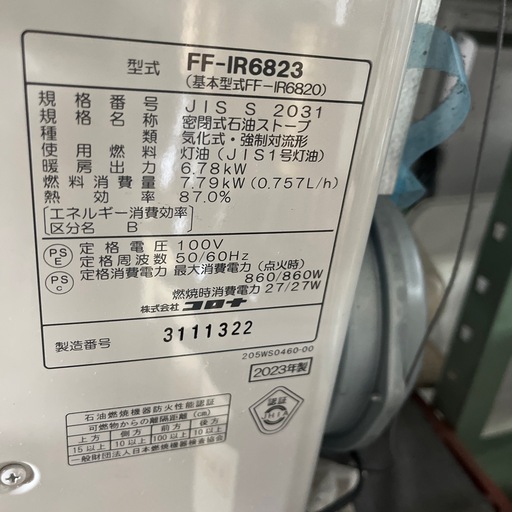 型式 FF-IR6823
(基本型式FF-IR6820)
規格番号 JIS S 2031
規格名称 密閉式石油ストーブ
種類 気化式・強制対流形
使用燃料 灯油(JIS1号灯油)
暖房出力 6.78kW
燃料消費量 7.79kW(0.757L/h)
熱効率 87.0%
[エネルギー消費効率]
区分名 B
PS E 定格電圧 100V
定格周波数 50/60Hz
PS C 定格消費電力 最大消費電力(点火時)
860/860W
燃焼時消費電力 27/27W
株式会社 コロナ
製造番号 3111322
205WS0460-00
2023年製
石油燃焼機器防火性能認証
可燃物からの離隔距離(cm)
上方 側方 前方 後方
15以上 10以上 100以上 10以上
一般財団法人日本燃焼機器検査協会
認証
JHIA